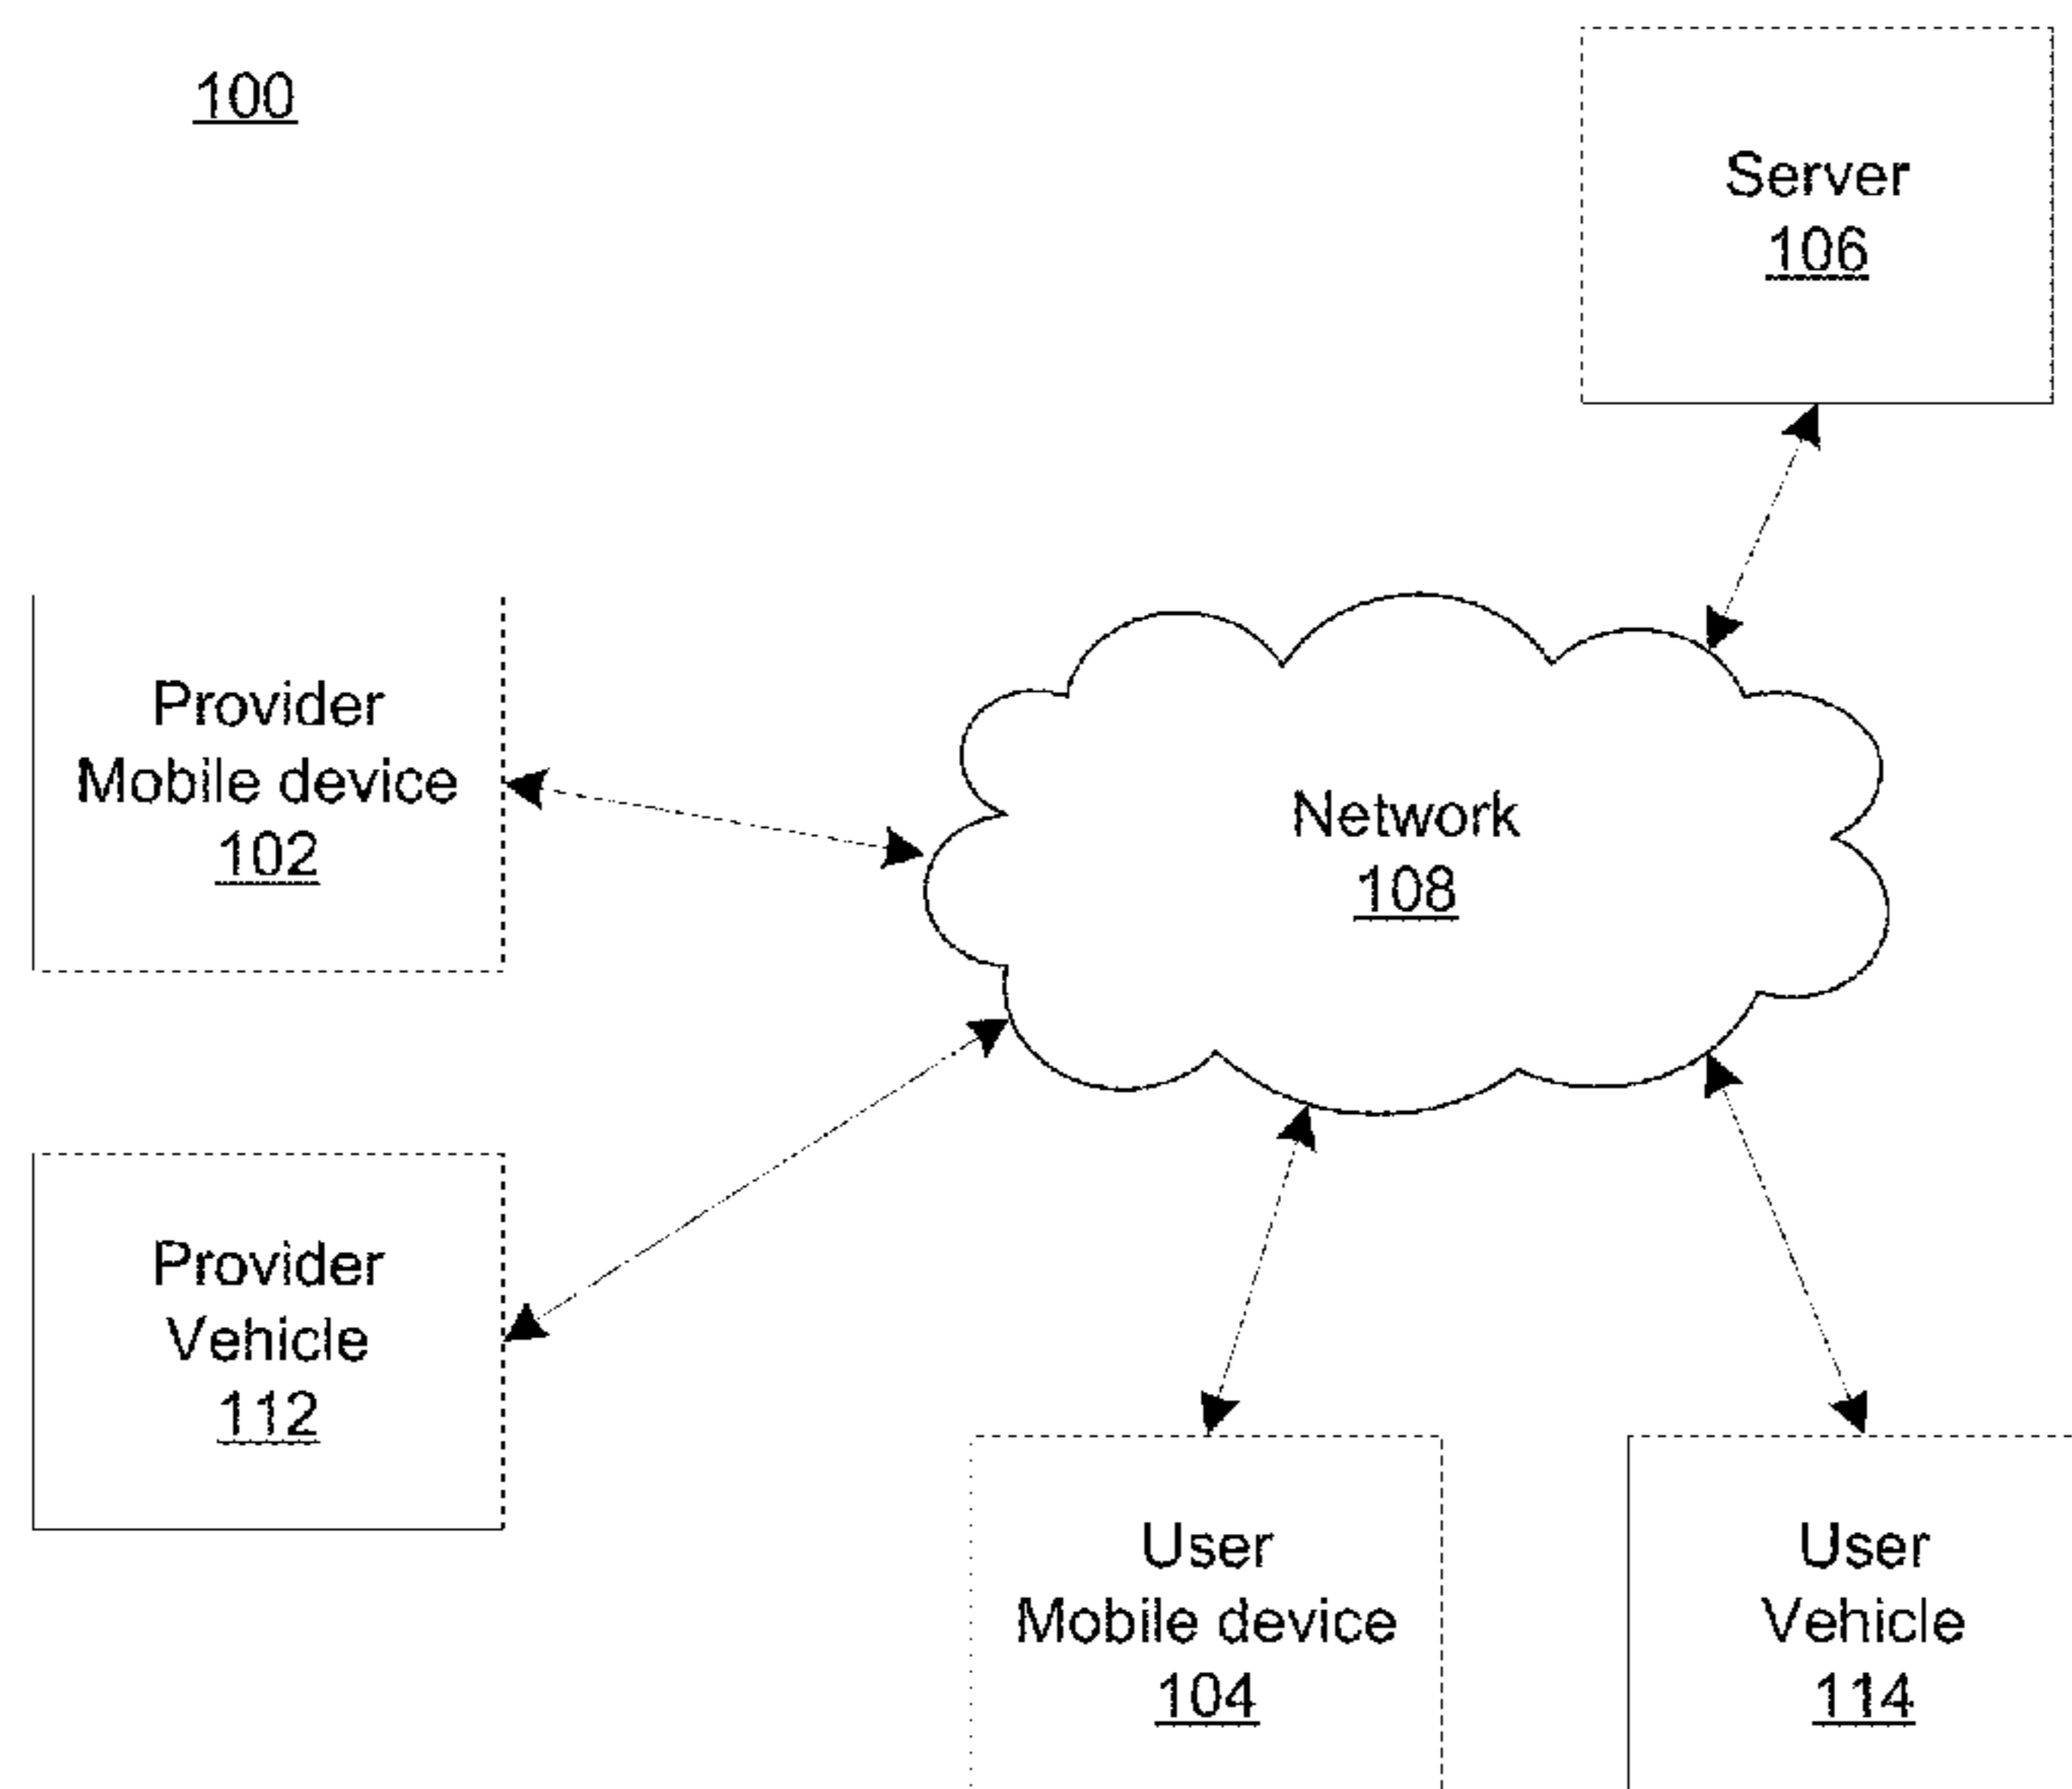 100
Server
106
Provider
Mobile device
102
Network
108
Provider
Vehicle
112
User
Mobile device
104
User
Vehicle
114